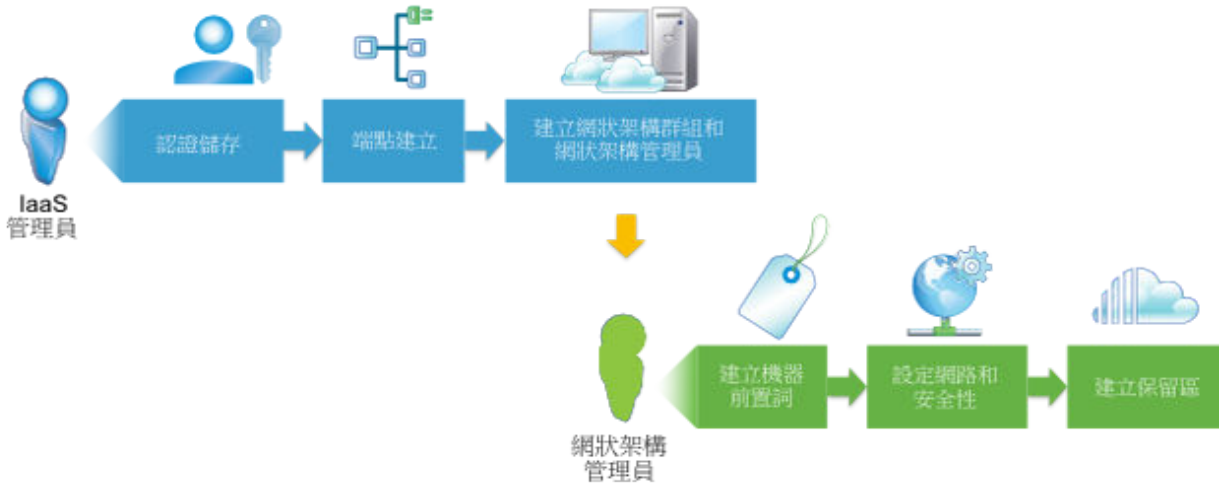 IaaS
管理員
認證儲存
端點建立
建立網狀架構群組和
網狀架構管理員
網狀架構
管理員
建立機器
前置詞
設定網路和
安全性
建立保留區